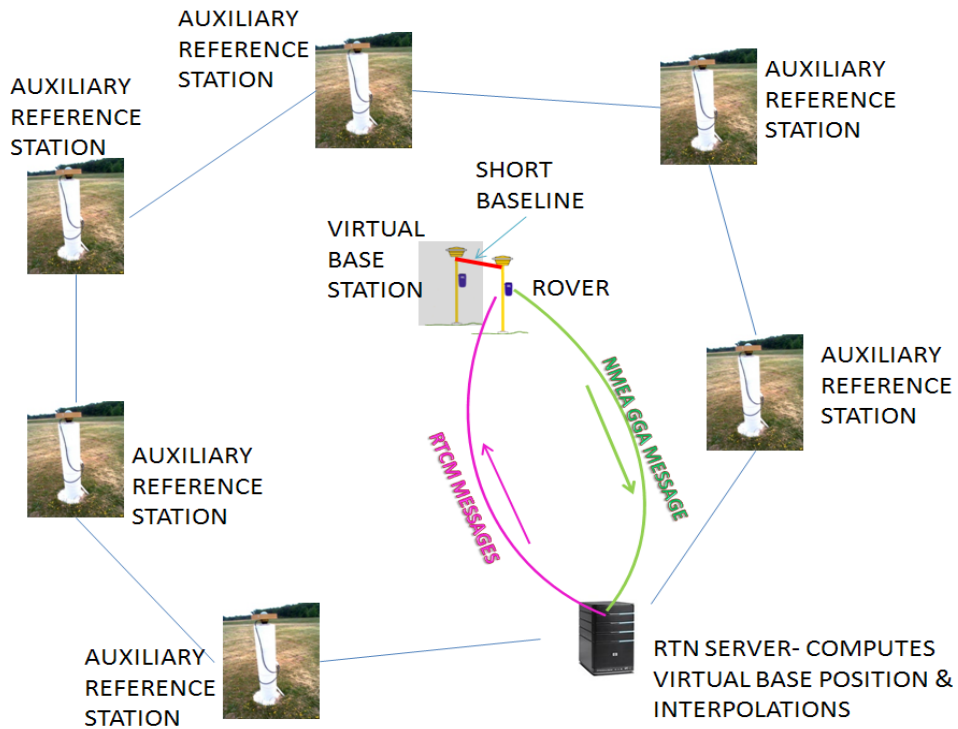 AUXILIARY
REFERENCE
STATION
AUXILIARY
REFERENCE
STATION
AUXILIARY
REFERENCE
STATION
SHORT
BASELINE
VIRTUAL
BASE
STATION
ROVER
AUXILIARY
REFERENCE
STATION
NMEA GGA MESSAGE
RTCM MESSAGES
AUXILIARY
REFERENCE
STATION
AUXILIARY
REFERENCE
STATION
RTN SERVER- COMPUTES
VIRTUAL BASE POSITION &
INTERPOLATIONS